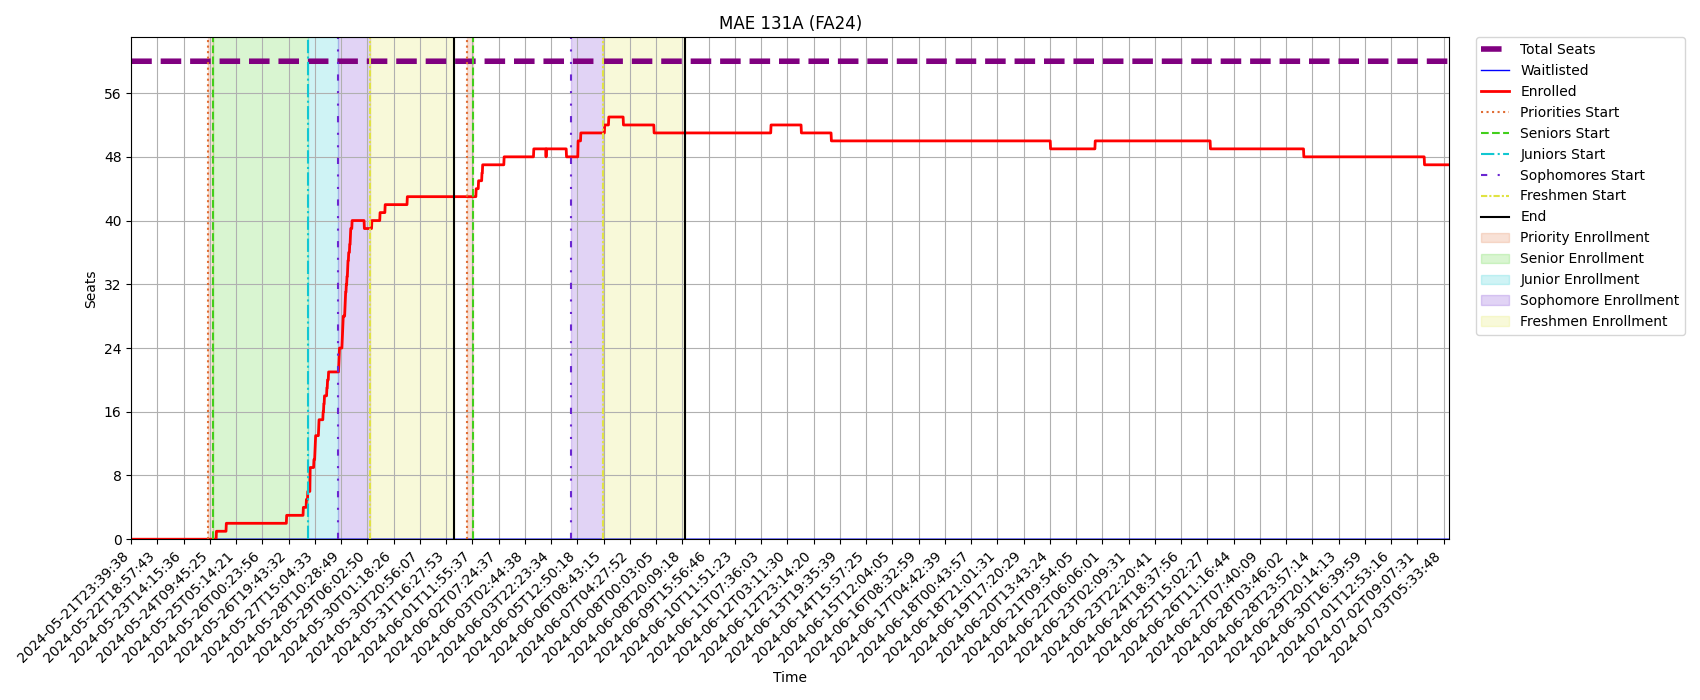 MAE 131A (FA24)
Seats
56
48
40
32
24
16
8
0
2024-05-21T23:39:38
2024-05-22T18:57:43
2024-05-23T14:15:36
2024-05-24T09:45:25
2024-05-25T05:14:21
2024-05-26T00:23:56
2024-05-26T19:43:32
2024-05-27T15:04:33
2024-05-28T10:28:49
2024-05-29T06:02:50
2024-05-30T01:18:26
2024-05-30T20:56:07
2024-05-31T16:27:53
2024-06-01T11:55:37
2024-06-02T07:24:37
2024-06-03T02:44:38
2024-06-03T22:23:34
2024-06-05T12:50:18
2024-06-06T08:43:15
2024-06-07T04:27:52
2024-06-08T00:03:05
2024-06-08T20:09:18
2024-06-09T15:56:46
2024-06-10T11:51:23
2024-06-11T07:36:03
2024-06-12T03:11:30
2024-06-12T23:14:20
2024-06-13T19:35:39
2024-06-14T15:57:25
2024-06-15T12:04:05
2024-06-16T08:32:59
2024-06-17T04:42:39
2024-06-18T00:43:57
2024-06-18T21:01:31
2024-06-19T17:20:29
2024-06-20T13:43:24
2024-06-21T09:54:05
2024-06-22T06:06:01
2024-06-23T02:09:31
2024-06-23T22:20:41
2024-06-24T18:37:56
2024-06-25T15:02:27
2024-06-26T11:16:44
2024-06-27T07:40:09
2024-06-28T03:46:02
2024-06-28T23:57:14
2024-06-29T20:14:13
2024-06-30T16:39:59
2024-07-01T12:53:16
2024-07-02T09:07:31
2024-07-03T05:33:48
Time
Total Seats
Waitlisted
Enrolled
Priorities Start
Seniors Start
Juniors Start
Sophomores Start
Freshmen Start
End
Priority Enrollment
Senior Enrollment
Junior Enrollment
Sophomore Enrollment
Freshmen Enrollment